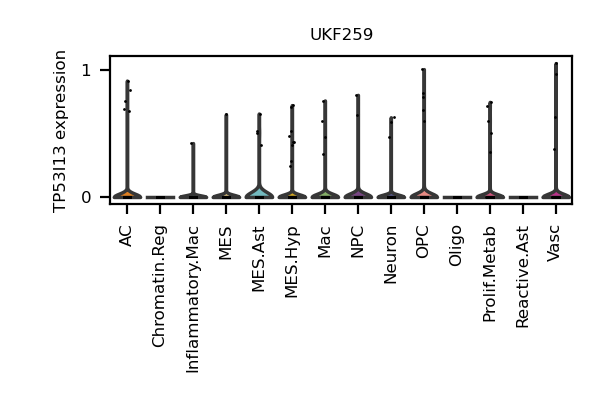 UKF259
TP53I13 expression
1
0
AC
Chromatin.Reg
Inflammatory.Mac
MES
MES.Ast
MES.Hyp
Mac
NPC
Neuron
OPC
Oligo
Prolif.Metab
Reactive.Ast
Vasc